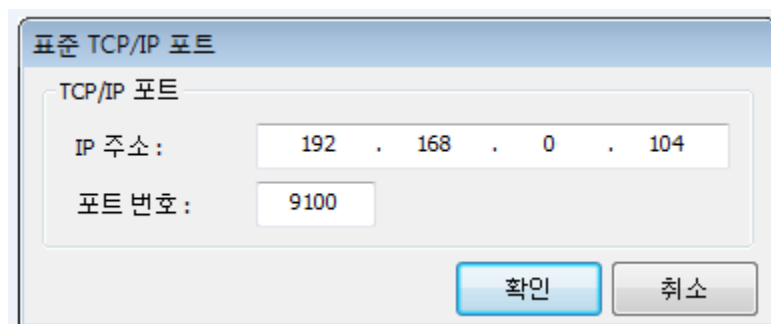 표준 TCP/IP 포트
TCP/IP 포트
IP 주소 : 192 . 168 . 0 . 104
포트 번호 : 9100
확인 취소